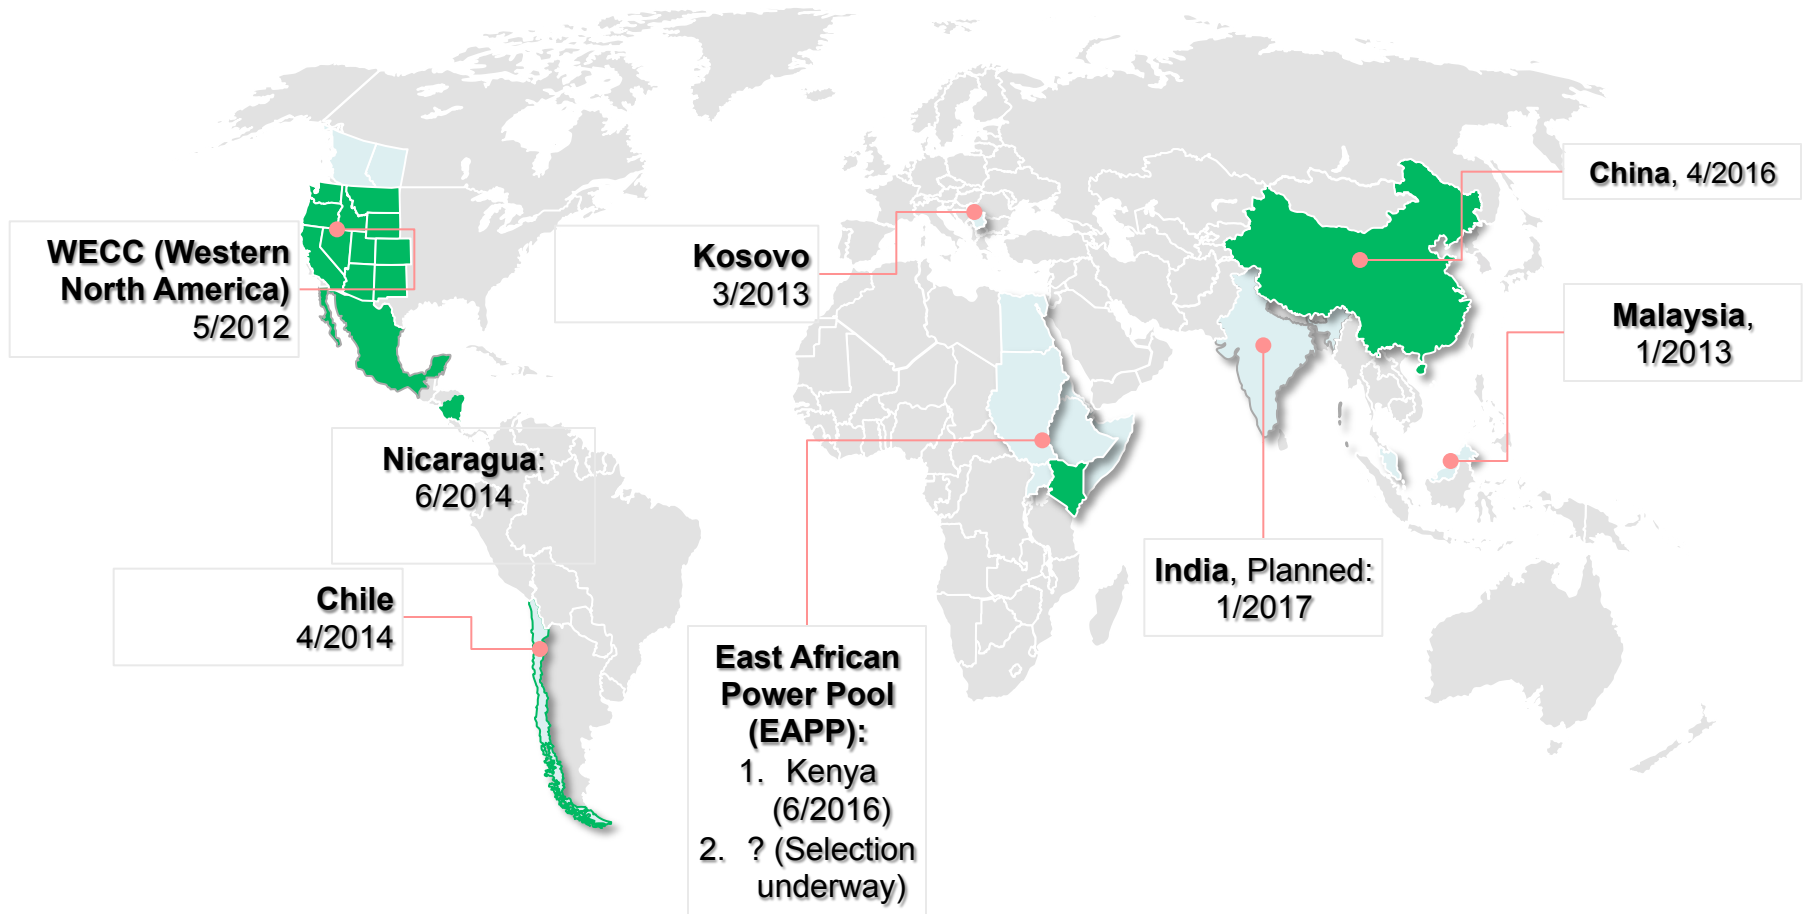 WECC (Western
North America)
5/2012
Kosovo
3/2013
China, 4/2016
Malaysia,
1/2013
Nicaragua:
6/2014
Chile
4/2014
East African
Power Pool
(EAPP):
1. Kenya
(6/2016)
2. ? (Selection
underway)
India, Planned:
1/2017